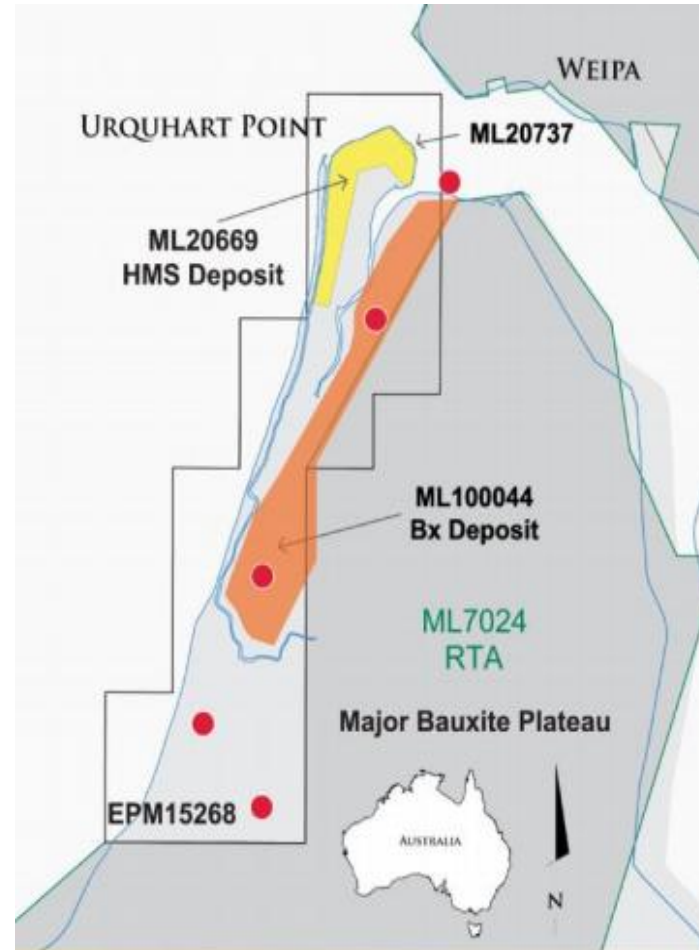 WEIPA
URQUHART POINT
ML20737
ML20669
HMS Deposit
ML100044
Bx Deposit
ML7024
RTA
Major Bauxite Plateau
EPM15268
AUSTRALIA
N